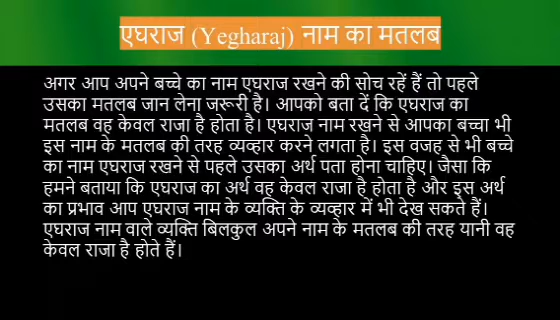 एघराज (Yegharaj) नाम का मतलब
अगर आप अपने बच्चे का नाम एघराज रखने की सोच रहें हैं तो पहले
उसका मतलब जान लेना जरूरी है। आपको बता दें कि एघराज का
मतलब वह केवल राजा है होता है। एघराज नाम रखने से आपका बच्चा भी
इस नाम के मतलब की तरह व्यव्हार करने लगता है। इस वजह से भी बच्चे
का नाम एघराज रखने से पहले उसका अर्थ पता होना चाहिए। जैसा कि
हमने बताया कि एघराज का अर्थ वह केवल राजा है होता है और इस अर्थ
का प्रभाव आप एघराज नाम के व्यक्ति के व्यव्हार में भी देख सकते हैं।
एघराज नाम वाले व्यक्ति बिलकुल अपने नाम के मतलब की तरह यानी वह
केवल राजा है होते हैं।